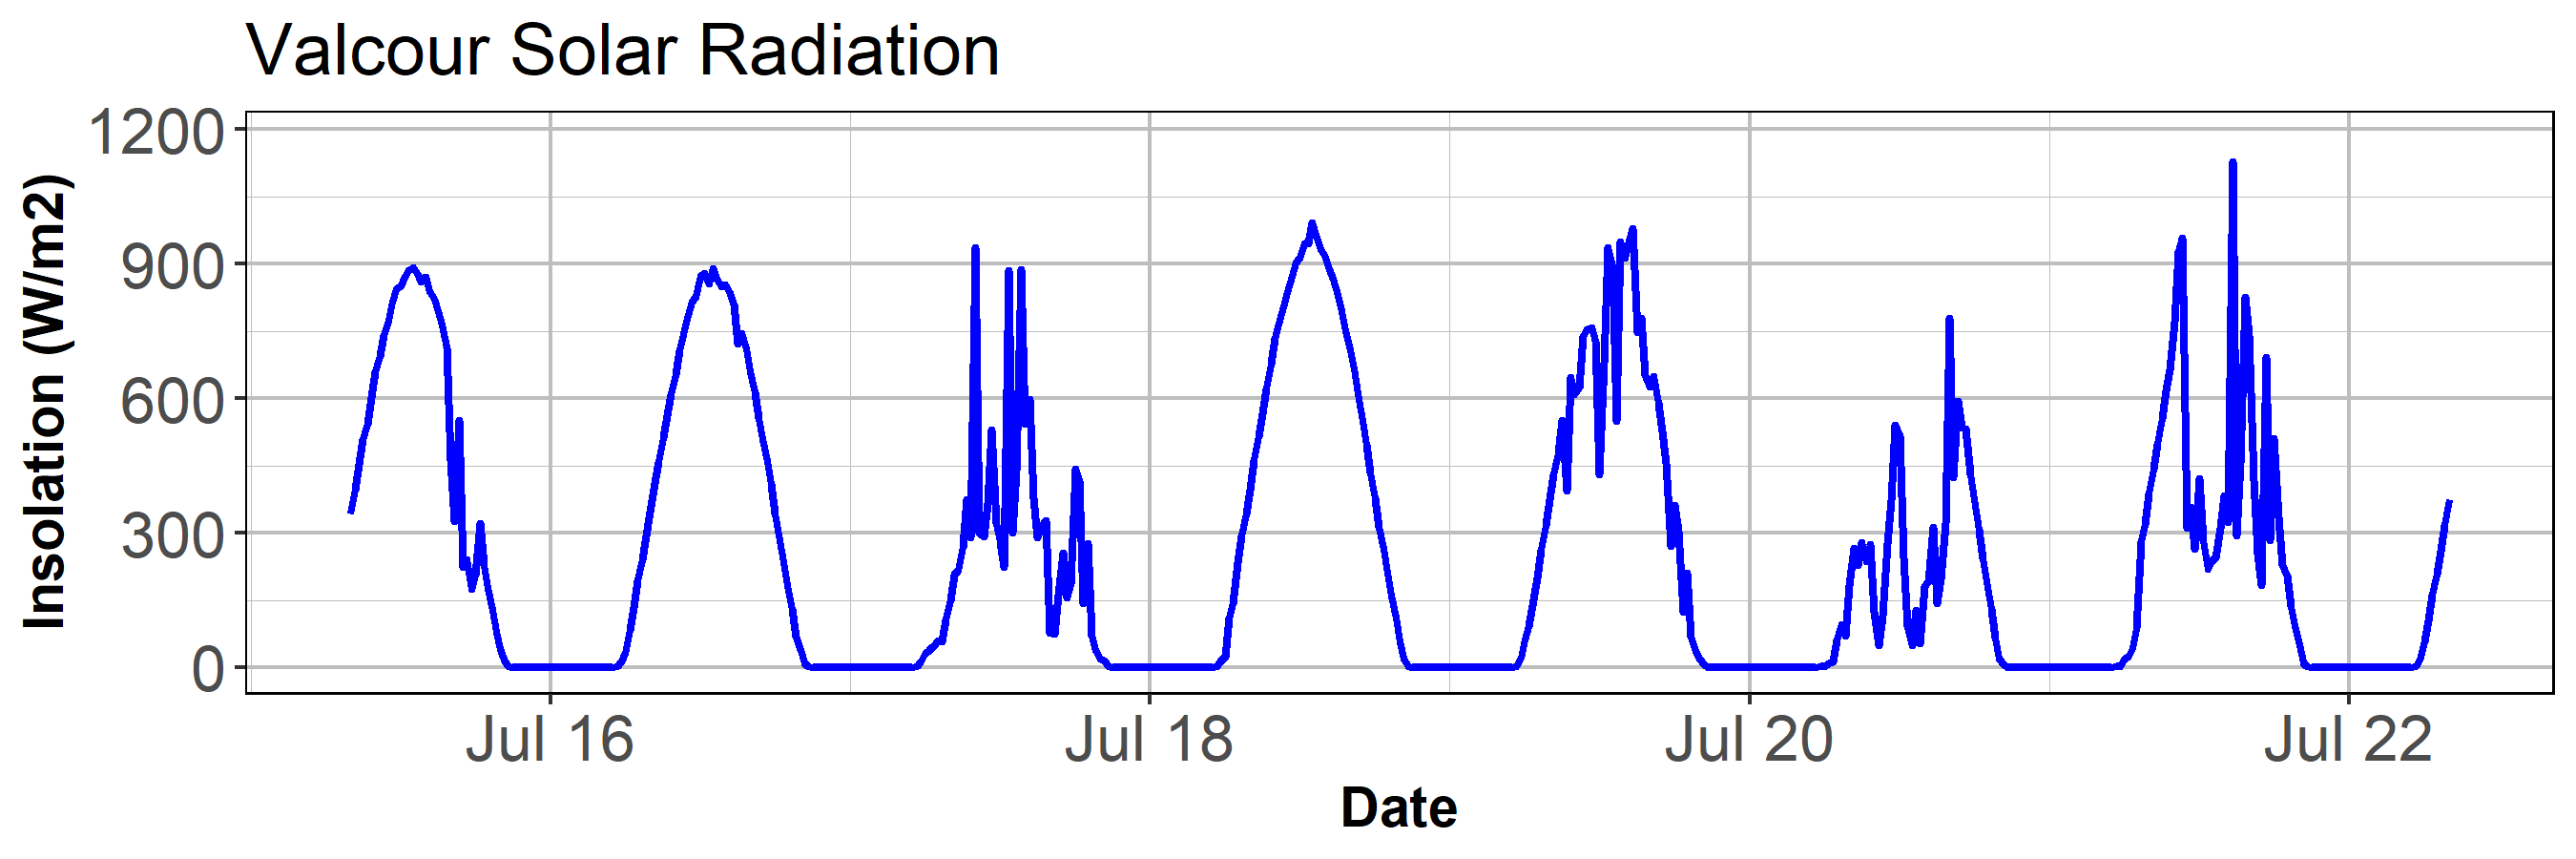 Valcour Solar Radiation
Insolation (W/m2)
1200
900
600
300
0
Jul 16
Jul 18
Jul 20
Jul 22
Date